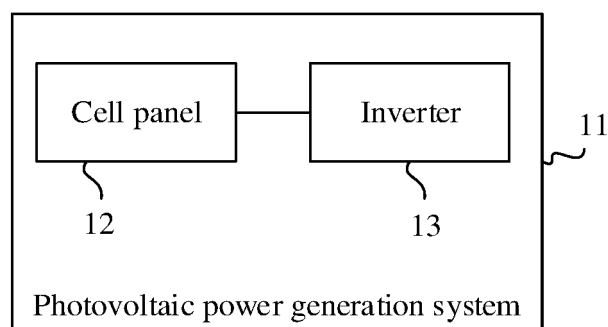 Cell panel
Inverter
11
12
13
Photovoltaic power generation system